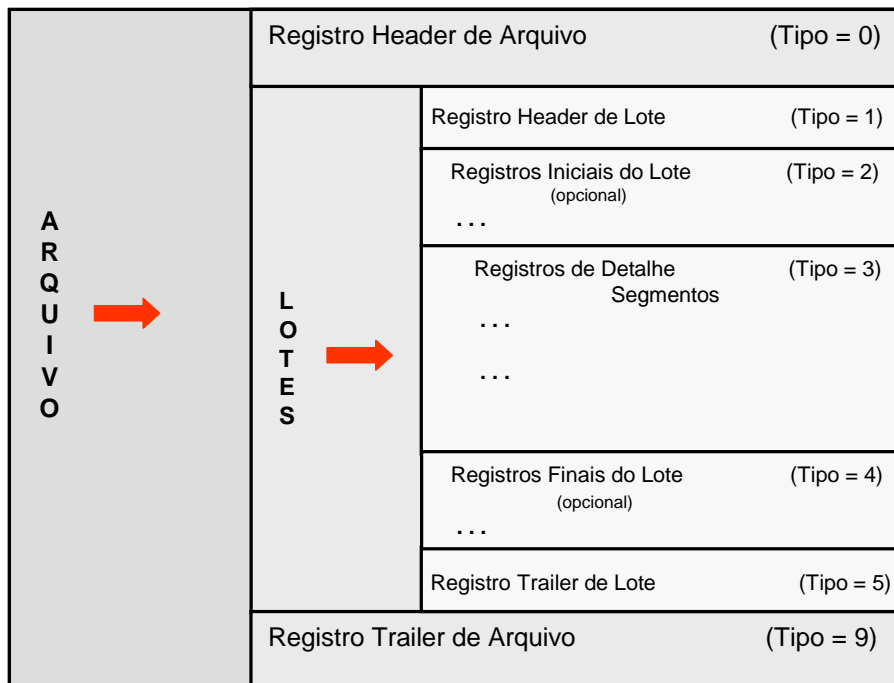 Registro Header de Arquivo (Tipo = 0)
ARQUIVO
LOTES
Registro Header de Lote (Tipo = 1)
Registros Iniciais do Lote (Tipo = 2)
(opcional)
. . .
Registros de Detalhe (Tipo = 3)
Segmentos
. . .
. . .
Registros Finais do Lote (Tipo = 4)
(opcional)
. . .
Registro Trailer de Lote (Tipo = 5)
Registro Trailer de Arquivo (Tipo = 9)